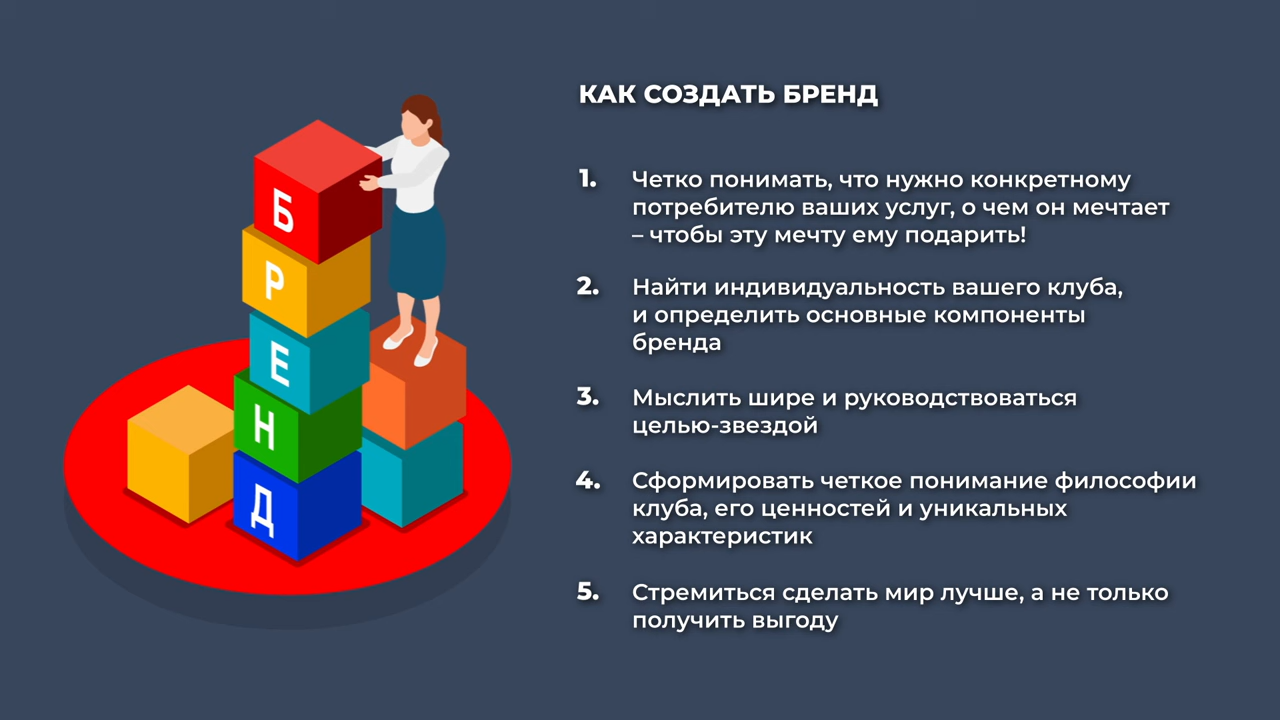 Б
Р
Е
Н
Д
КАК СОЗДАТЬ БРЕНД
1. Четко понимать, что нужно конкретному
потребителю ваших услуг, о чем он мечтает
– чтобы эту мечту ему подарить!
2. Найти индивидуальность вашего клуба,
и определить основные компоненты
бренда
3. Мыслить шире и руководствоваться
целью-звездой
4. Сформировать четкое понимание философии
клуба, его ценностей и уникальных
характеристик
5. Стремиться сделать мир лучше, а не только
получить выгоду